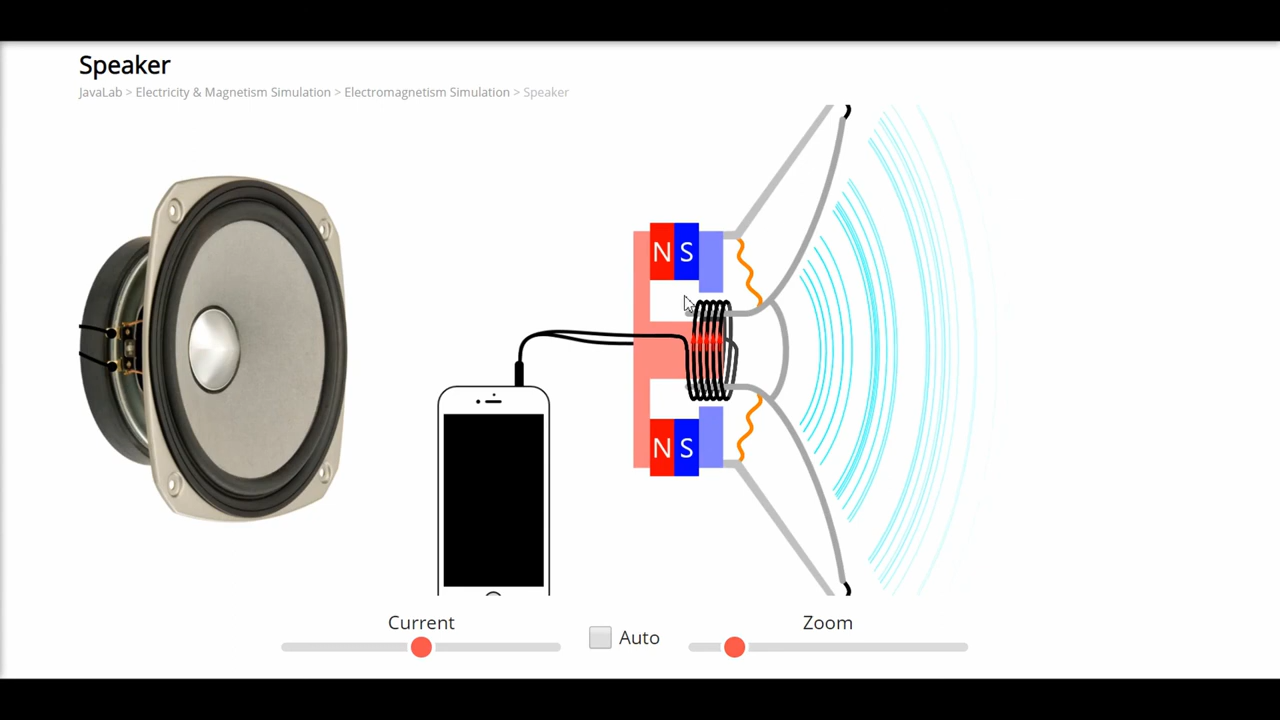 Speaker
JavaLab > Electricity & Magnetism Simulation > Electromagnetism Simulation > Speaker
N S
N S
Current
Auto
Zoom